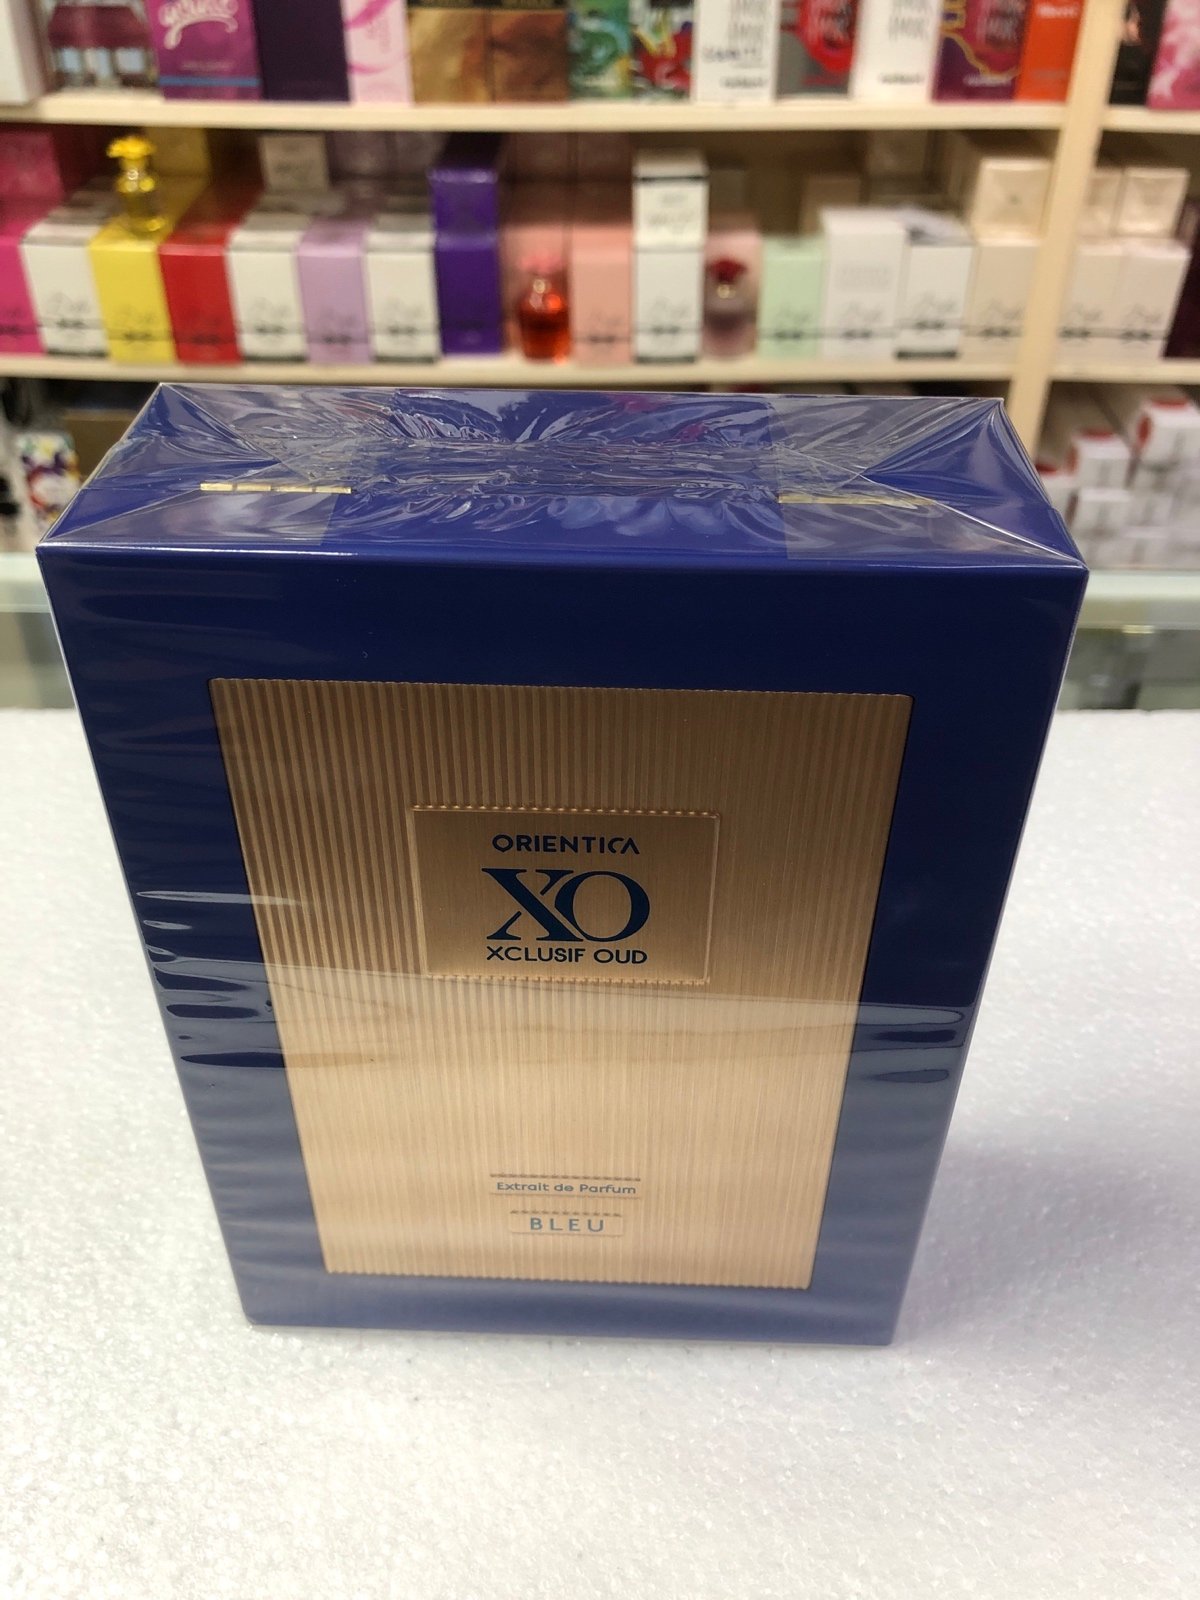 ORIENTICA
XO
XCLUSIF OUD
Extrait de Parfum
BLEU